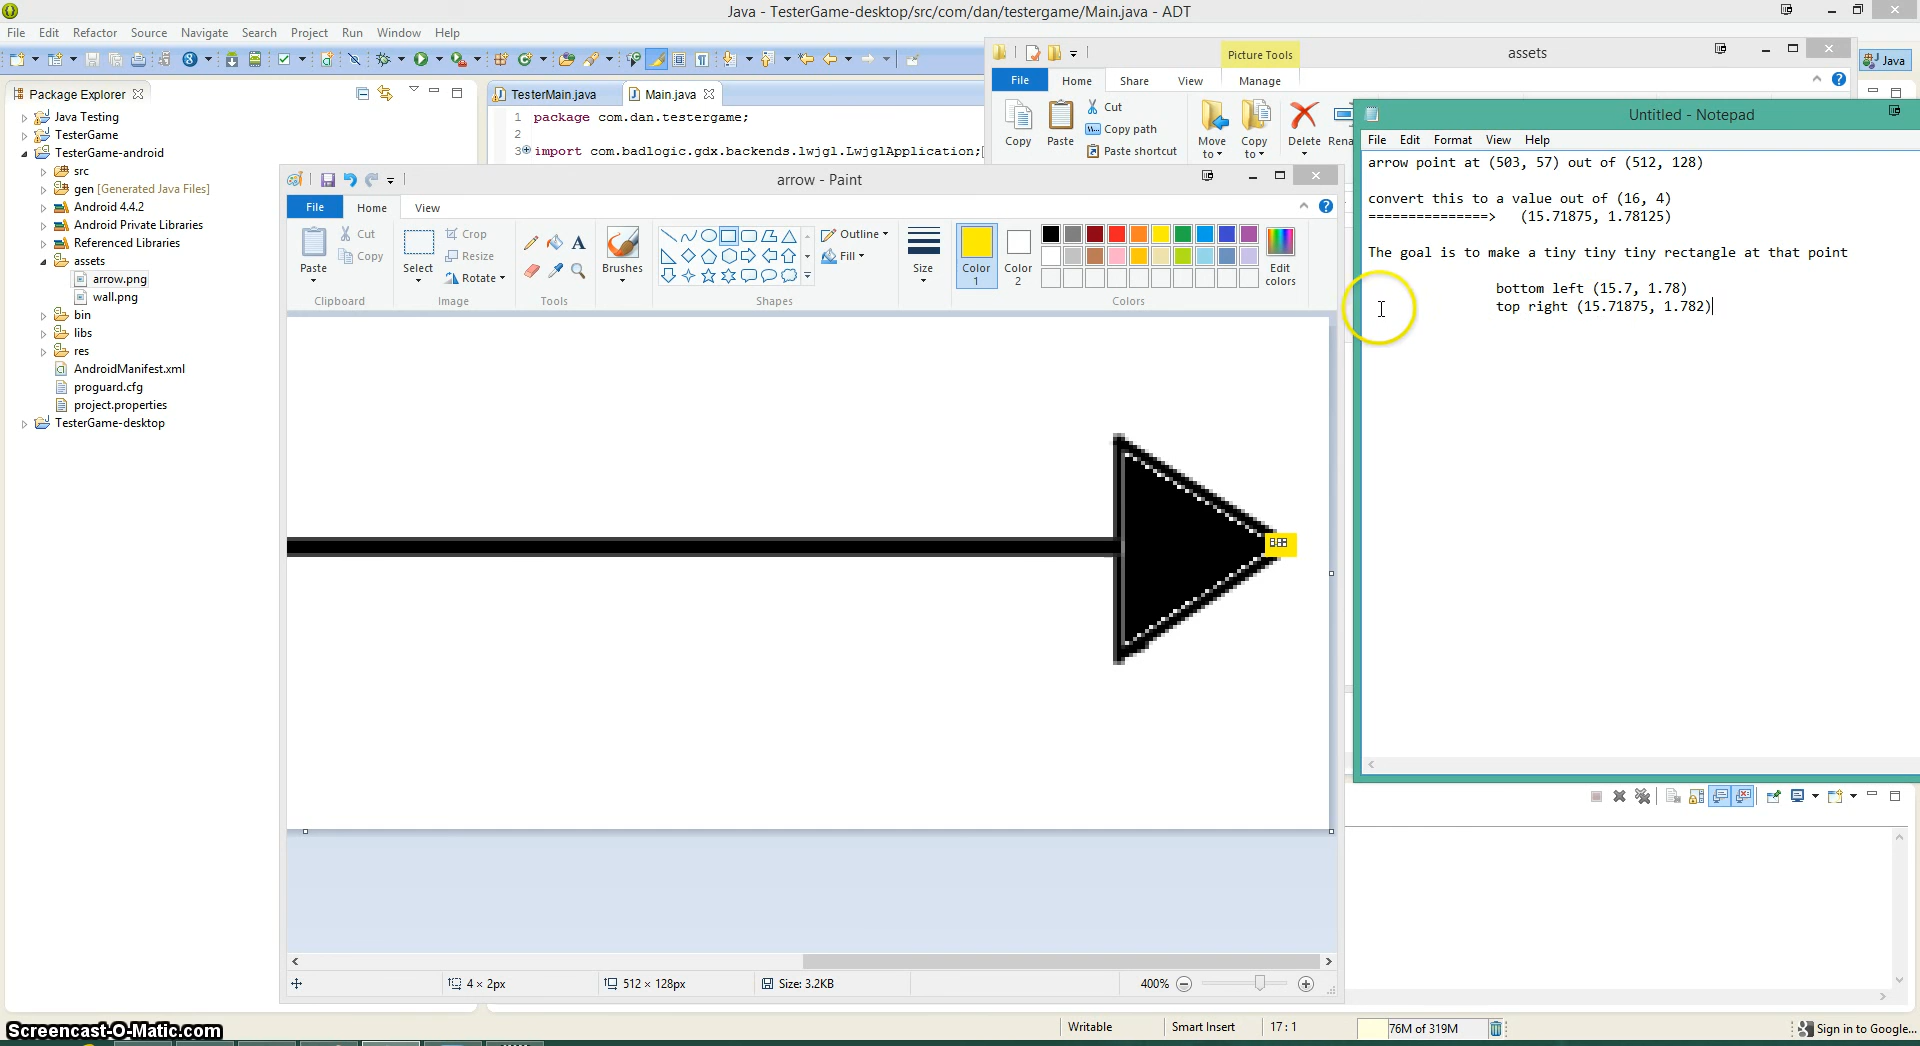 Java - TesterGame-desktop/src/com/dan/testergame/Main.java - ADT
File Edit Refactor Source Navigate Search Project Run Window Help
Java
Package Explorer
Java Testing
TesterGame
TesterGame-android
src
gen [Generated Java Files]
Android 4.4.2
Android Private Libraries
Referenced Libraries
assets
arrow.png
wall.png
bin
libs
res
AndroidManifest.xml
proguard.cfg
project.properties
TesterGame-desktop
TesterMain.java Main.java
1 package com.dan.testergame;
2
3 import com.badlogic.gdx.backends.lwjgl.LwjglApplication;
Picture Tools assets
File Home Share View Manage
Copy Paste Cut
Copy path
Paste shortcut
Move to Copy to Delete Rena
arrow - Paint
File Home View
Paste Cut
Copy
Clipboard
Select Crop
Resize
Rotate
Image
Tools
Brushes
Shapes
Outline
Fill
Size
Color 1
Color 2
Edit colors
Colors
4 × 2px 512 × 128px Size: 3.2KB 400%
Untitled - Notepad
File Edit Format View Help
arrow point at (503, 57) out of (512, 128)
convert this to a value out of (16, 4)
===============> (15.71875, 1.78125)
The goal is to make a tiny tiny tiny rectangle at that point
bottom left (15.7, 1.78)
top right (15.71875, 1.782)
Writable Smart Insert 17 : 1 76M of 319M Sign in to Google...
Screencast-O-Matic.com